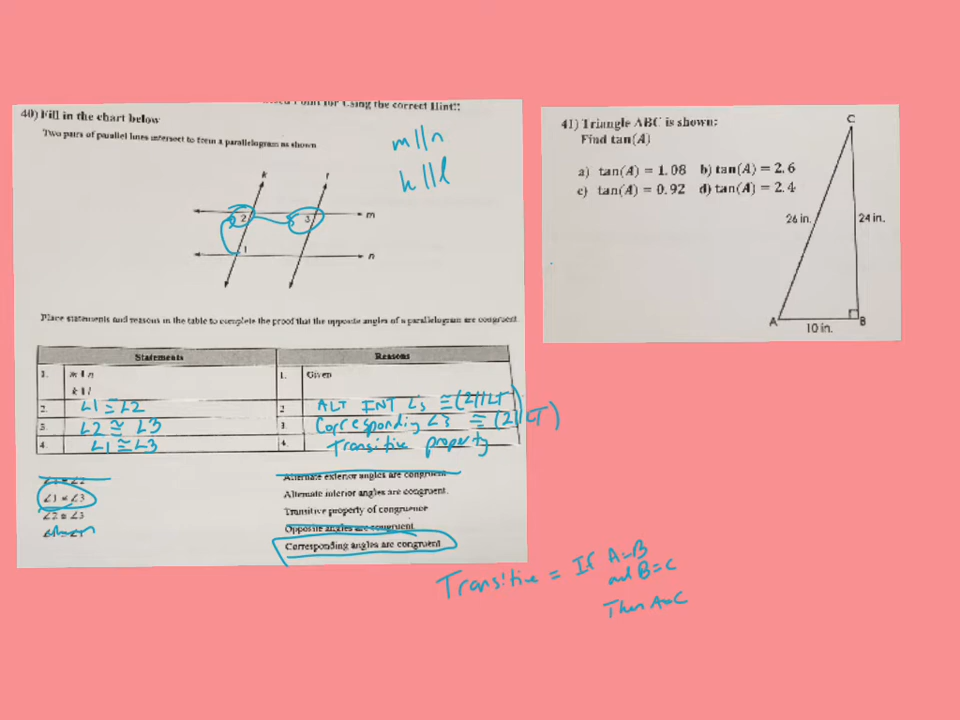 Point for Using the correct Hint!!
40) Fill in the chart below
Two pairs of parallel lines intersect to form a parallelogram as shown
m||n
k||l
k
l
2
3
m
1
n
Place statements and reasons in the table to complete the proof that the opposite angles of a parallelogram are congruent.
Statements
Reasons
1. m ∥ n
k ∥ l
1. Given
2. ∠1 ≅ ∠2
2 ALT INT ∠s ≅ (2||LT)
3. ∠2 ≅ ∠3
3. Corresponding ∠s ≅ (2||LT)
4. ∠1 ≅ ∠3
4. Transitive property
∠1 ≅ ∠2
∠1 ≅ ∠3
∠2 ≅ ∠3
Alternate exterior angles are congruent.
Alternate interior angles are congruent.
Transitive property of congruence
Opposite angles are congruent.
Corresponding angles are congruent
Transitive = If A=B
and B=C
Then A=C
41) Triangle ABC is shown:
Find tan(A)
a) tan(A) = 1.08 b) tan(A) = 2.6
c) tan(A) = 0.92 d) tan(A) = 2.4
C
26 in.
24 in.
A
B
10 in.